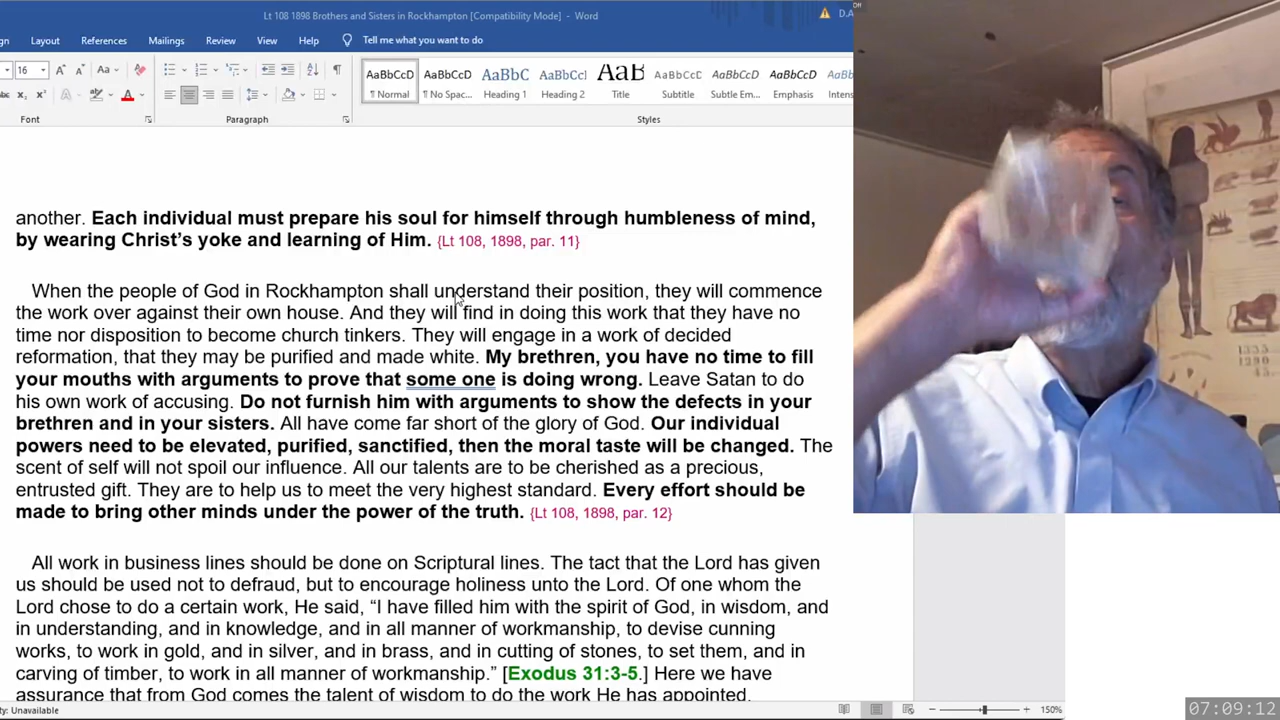 Lt 108 1898 Brothers and Sisters in Rockhampton [Compatibility Mode] - Word
D.A
Off
gn Layout References Mailings Review View Help Tell me what you want to do
16 Aa
AaBbCcD AaBbCcD AaBbC AaBbCcI AaB AaBbCcD AaBbCcD AaBbCcD AaBb
¶ Normal ¶ No Spac... Heading 1 Heading 2 Title Subtitle Subtle Em... Emphasis Intens
Font Paragraph Styles
another. Each individual must prepare his soul for himself through humbleness of mind,
by wearing Christ’s yoke and learning of Him. {Lt 108, 1898, par. 11}
When the people of God in Rockhampton shall understand their position, they will commence
the work over against their own house. And they will find in doing this work that they have no
time nor disposition to become church tinkers. They will engage in a work of decided
reformation, that they may be purified and made white. My brethren, you have no time to fill
your mouths with arguments to prove that some one is doing wrong. Leave Satan to do
his own work of accusing. Do not furnish him with arguments to show the defects in your
brethren and in your sisters. All have come far short of the glory of God. Our individual
powers need to be elevated, purified, sanctified, then the moral taste will be changed. The
scent of self will not spoil our influence. All our talents are to be cherished as a precious,
entrusted gift. They are to help us to meet the very highest standard. Every effort should be
made to bring other minds under the power of the truth. {Lt 108, 1898, par. 12}
All work in business lines should be done on Scriptural lines. The tact that the Lord has given
us should be used not to defraud, but to encourage holiness unto the Lord. Of one whom the
Lord chose to do a certain work, He said, “I have filled him with the spirit of God, in wisdom, and
in understanding, and in knowledge, and in all manner of workmanship, to devise cunning
works, to work in gold, and in silver, and in brass, and in cutting of stones, to set them, and in
carving of timber, to work in all manner of workmanship.” [Exodus 31:3-5.] Here we have
assurance that from God comes the talent of wisdom to do the work He has appointed.
ty: Unavailable
150%
07:09:12